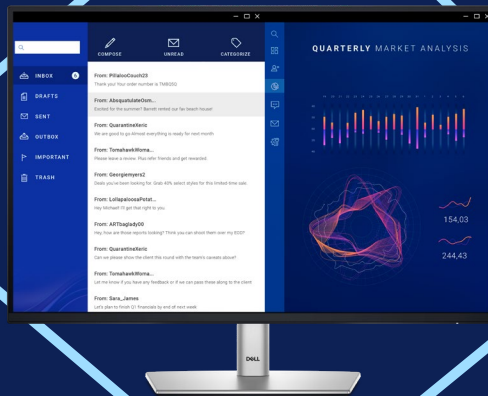 COMPOSE
UNREAD
CATEGORIZE
INBOX 6
DRAFTS
SENT
OUTBOX
IMPORTANT
TRASH
From: PillalooCouch23
Thank you! Your order number is TMBGSQ
From: AbsquatulateOsm...
Excited for the summer? Barrett rented our fav beach house!
From: QuarantineXeric
We are good to go-Almost everything is ready for next month.
From: TomahawkWoma...
Please leave a review. Plus refer friends and get rewarded.
From: Georgiemyers2
Deals you've been looking for. Grab 40% select styles for this limited-time sale.
From: LollapaloosaPotat...
Hey Michael! I'll get that right to you.
From: ARTbaglady00
Hey, how are those reports looking? Think you can shoot them over my EOD?
From: QuarantineXeric
Can we please show the client this round with the team's caveats above?
From: TomahawkWoma...
Let me know if you have any feedback or if we can pass these along to the client
From: Sara_James
Let's plan to finish Q1 financials by end of next week
QUARTERLY MARKET ANALYSIS
154,03
244,43
DELL